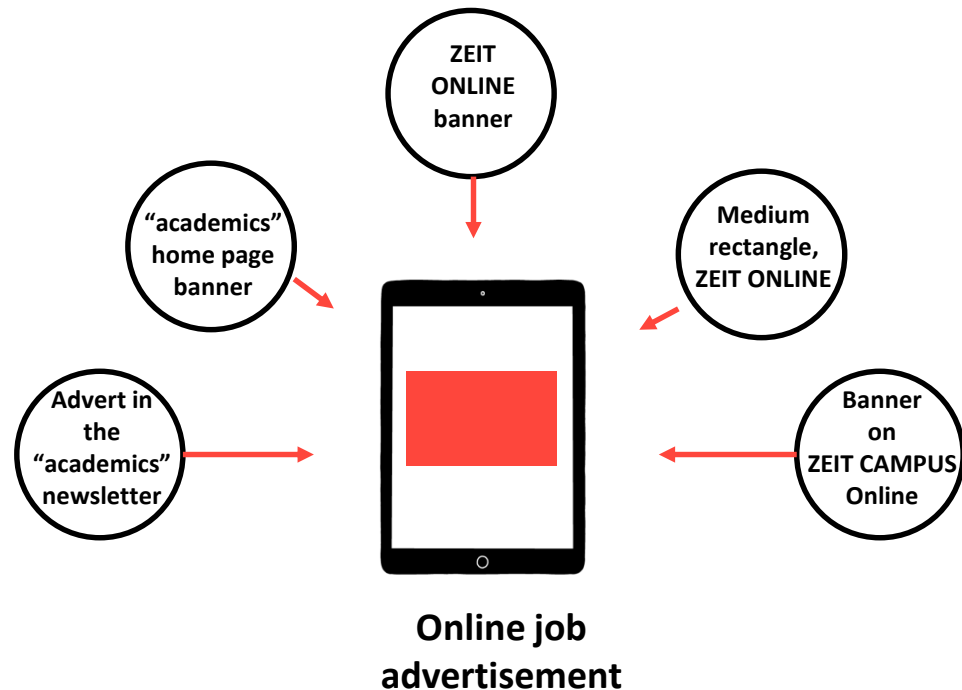 ZEIT
ONLINE
banner
“academics”
home page
banner
Medium
rectangle,
ZEIT ONLINE
Advert in
the
“academics”
newsletter
Banner
on
ZEIT CAMPUS
Online
Online job
advertisement